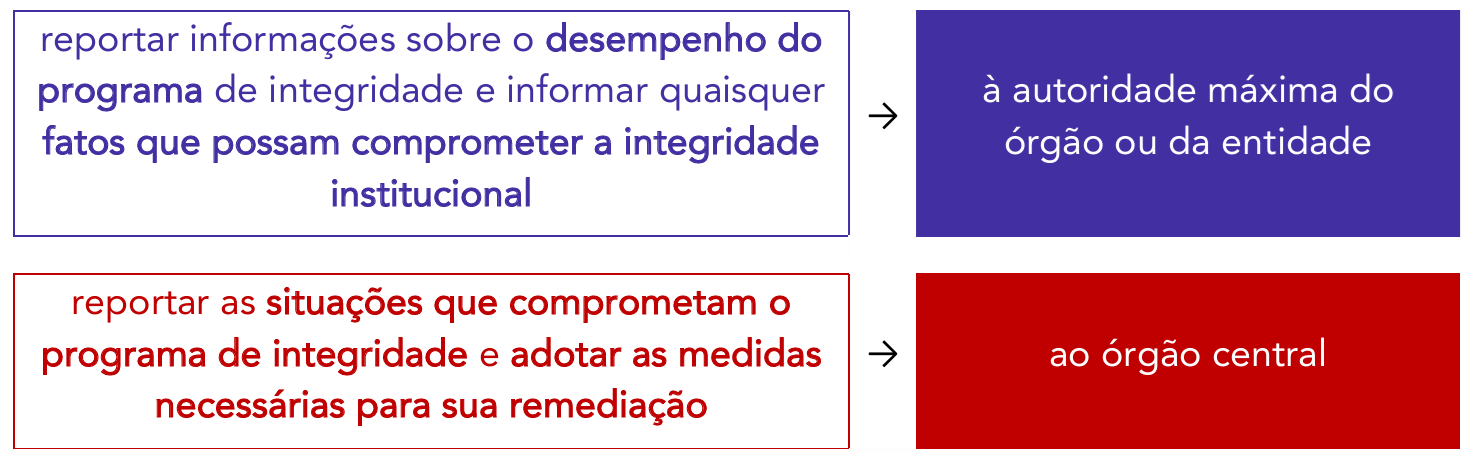 reportar informações sobre o desempenho do
programa de integridade e informar quaisquer
fatos que possam comprometer a integridade
institucional
→
à autoridade máxima do
órgão ou da entidade
reportar as situações que comprometam o
programa de integridade e adotar as medidas
necessárias para sua remediação
→
ao órgão central